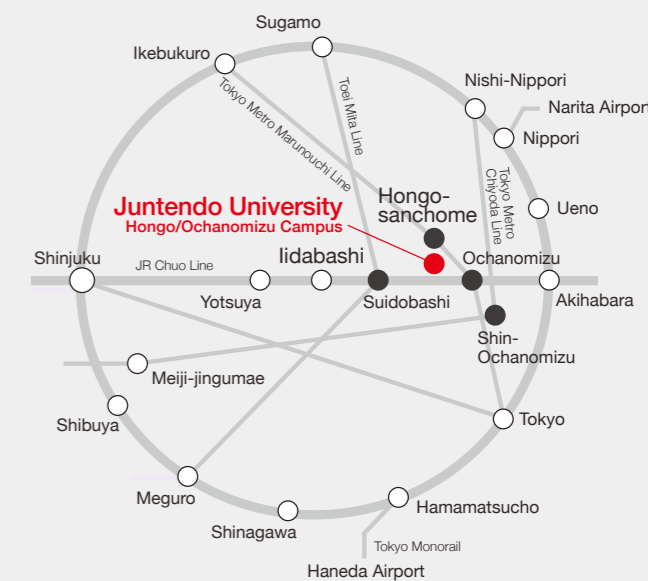 Sugamo
Ikebukuro
Nishi-Nippori
Narita Airport
Nippori
Toei Mita Line
Tokyo Metro Marunouchi Line
Tokyo Metro
Chiyoda Line
Juntendo University
Hongo/Ochanomizu Campus
Hongo-
sanchome
Ueno
Shinjuku
JR Chuo Line
Iidabashi
Ochanomizu
Yotsuya
Suidobashi
Akihabara
Shin-
Ochanomizu
Meiji-jingumae
Shibuya
Tokyo
Meguro
Hamamatsucho
Shinagawa
Tokyo Monorail
Haneda Airport